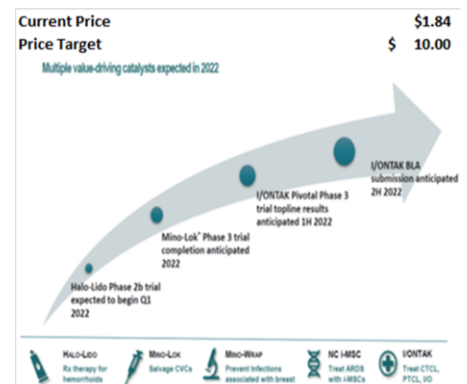 Current Price $1.84
Price Target $ 10.00
Multiple value-driving catalysts expected in 2022
I/ONTAK BLA
submission anticipated
2H 2022
I/ONTAK Pivotal Phase 3
trial topline results
anticipated 1H 2022
Mino-Lok® Phase 3 trial
completion anticipated
2022
Halo-Lido Phase 2b trial
expected to begin Q1
2022
HALO-LIDO
Rx therapy for
hemorrhoids
MINO-LOK
Salvage CVCs
MINO-WRAP
Prevent Infections
associated with breast
NC I-MSC
Treat ARDS
with i-MSCs
I/ONTAK
Treat CTCL,
PTCL, I/O